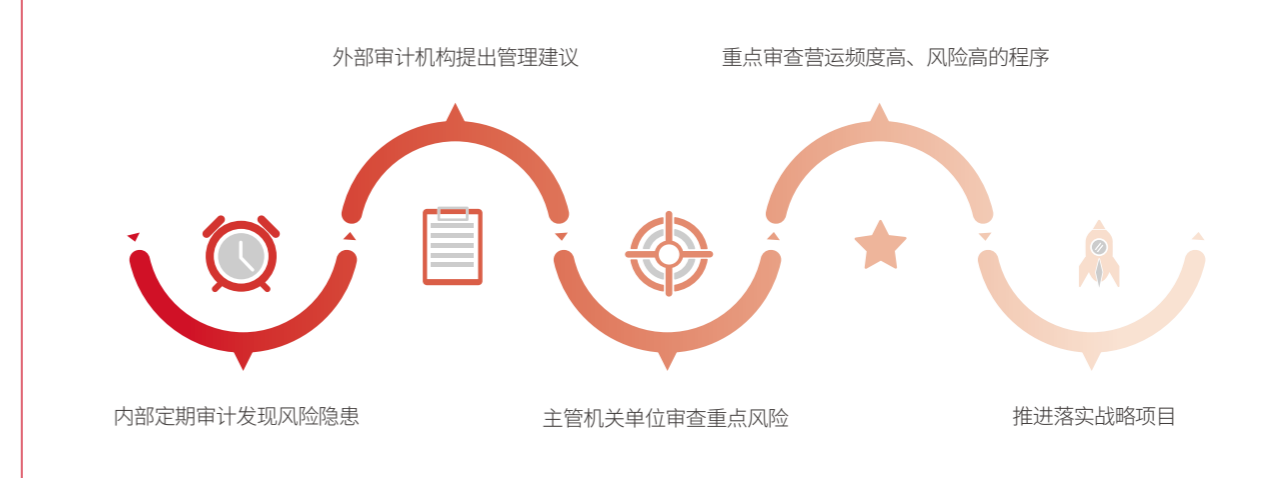 外部审计机构提出管理建议
重点审查营运频度高、风险高的程序
内部定期审计发现风险隐患
主管机关单位审查重点风险
推进落实战略项目